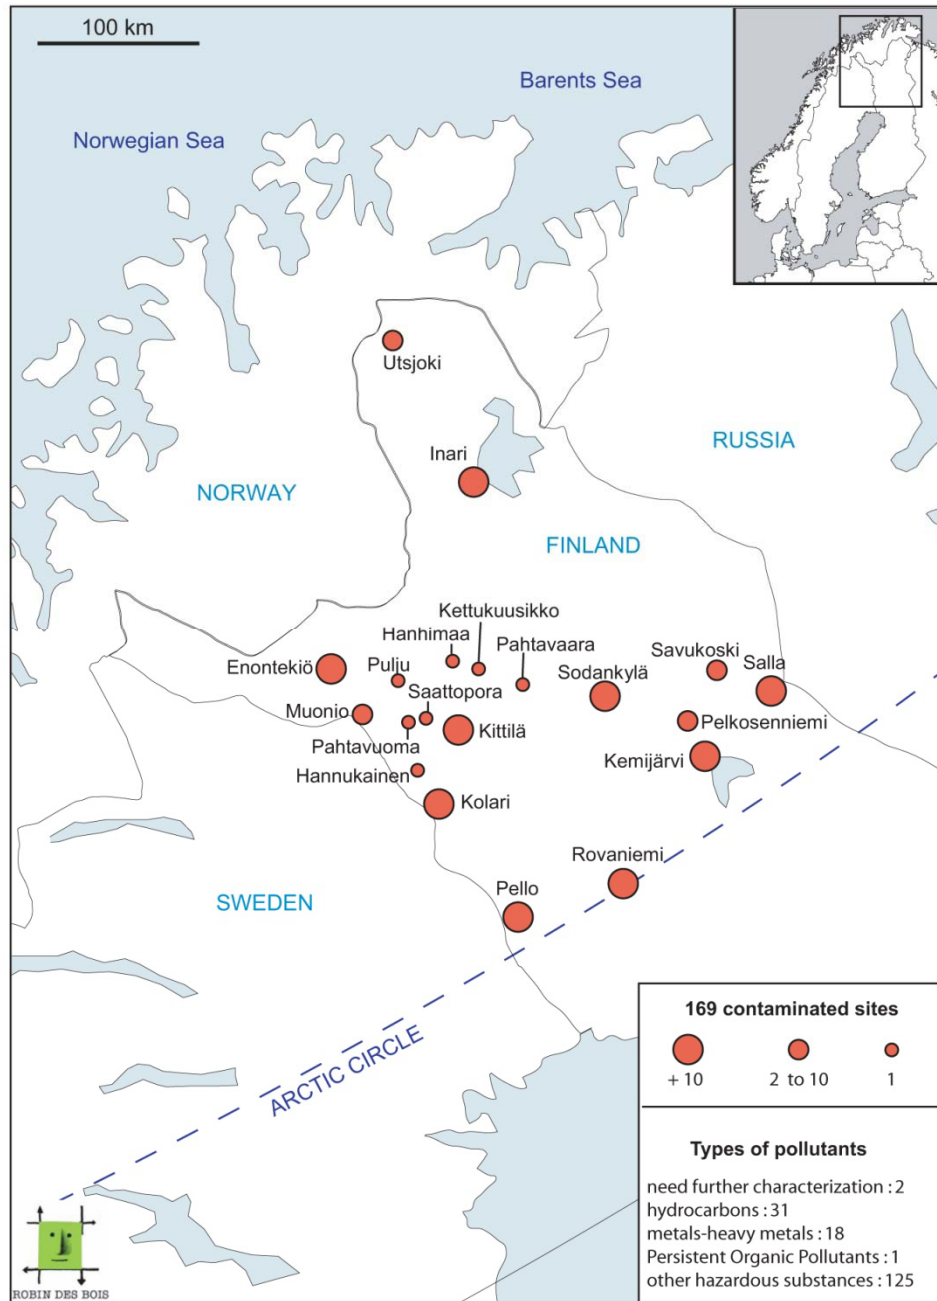 100 km
Barents Sea
Norwegian Sea
Utsjoki
RUSSIA
Inari
NORWAY
FINLAND
Kettukuusikko
Hanhimaa
Pahtavaara
Savukoski
Enontekiö
Pulju
Sodankylä
Salla
Saattopora
Muonio
Pelkosenniemi
Kittilä
Pahtavuoma
Kemijärvi
Hannukainen
Kolari
Rovaniemi
Pello
SWEDEN
ARCTIC CIRCLE
169 contaminated sites
+ 10
2 to 10
1
Types of pollutants
need further characterization : 2
hydrocarbons : 31
metals-heavy metals : 18
Persistent Organic Pollutants : 1
other hazardous substances : 125
ROBIN DES BOIS